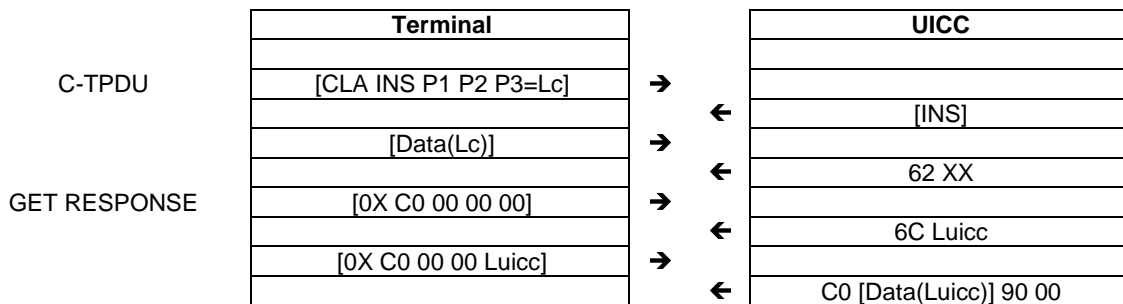 Terminal UICC
C-TPDU [CLA INS P1 P2 P3=Lc] ➔
🡸 [INS]
[Data(Lc)] ➔
🡸 62 XX
GET RESPONSE [0X C0 00 00 00] ➔
🡸 6C Luicc
[0X C0 00 00 Luicc] ➔
🡸 C0 [Data(Luicc)] 90 00